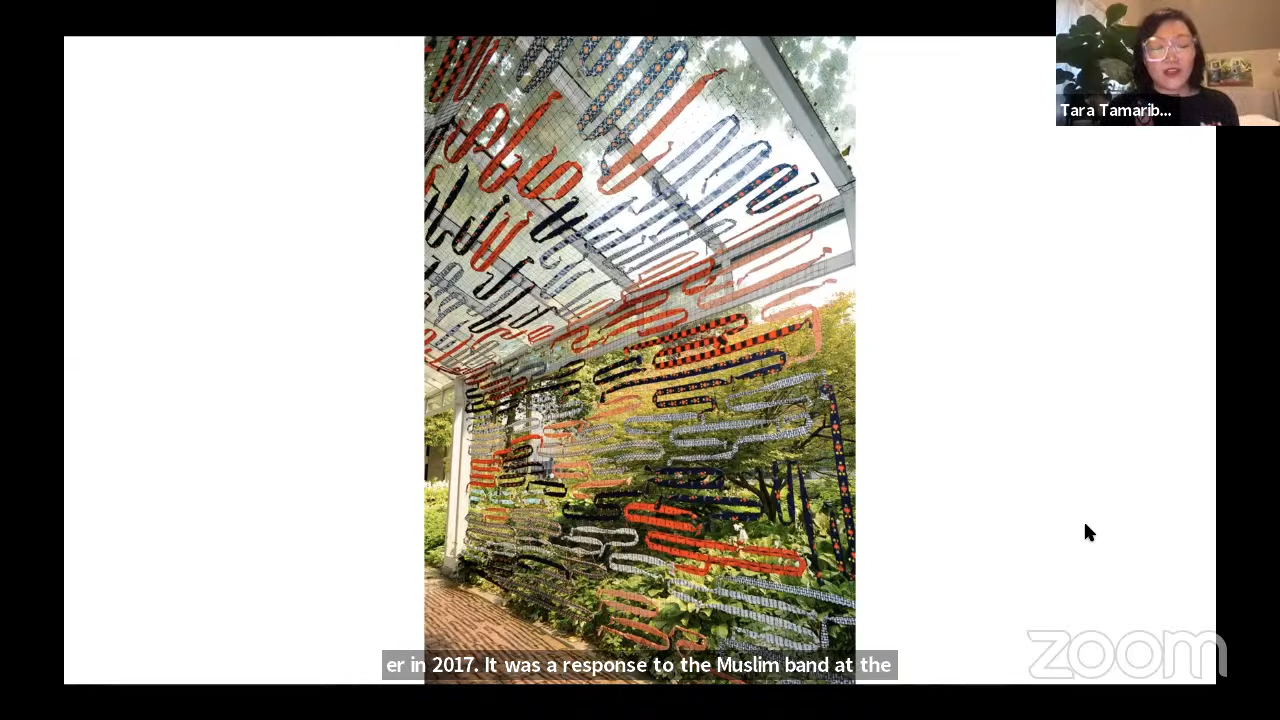 Tara Tamarib...
er in 2017. It was a response to the Muslim band at the
zoom